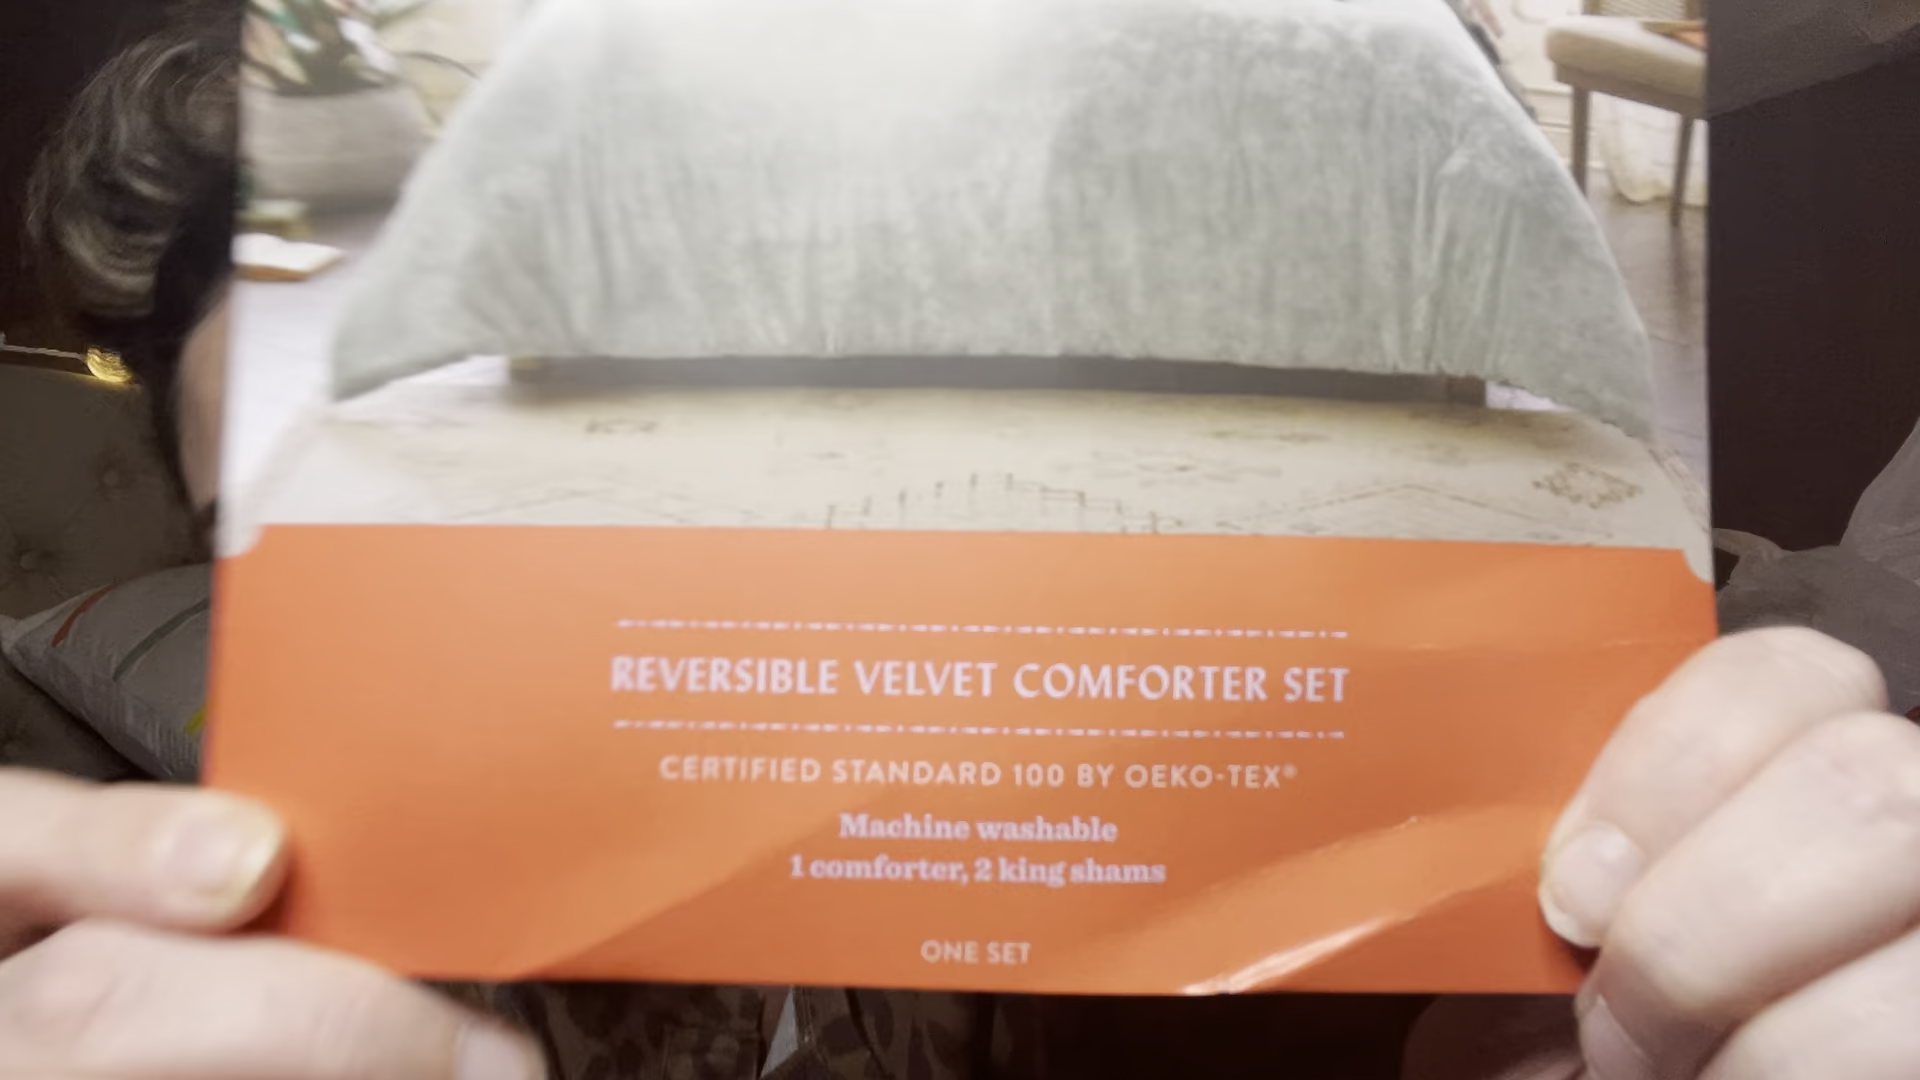 REVERSIBLE VELVET COMFORTER SET
CERTIFIED STANDARD 100 BY OEKO-TEX®
Machine washable
1 comforter, 2 king shams
ONE SET